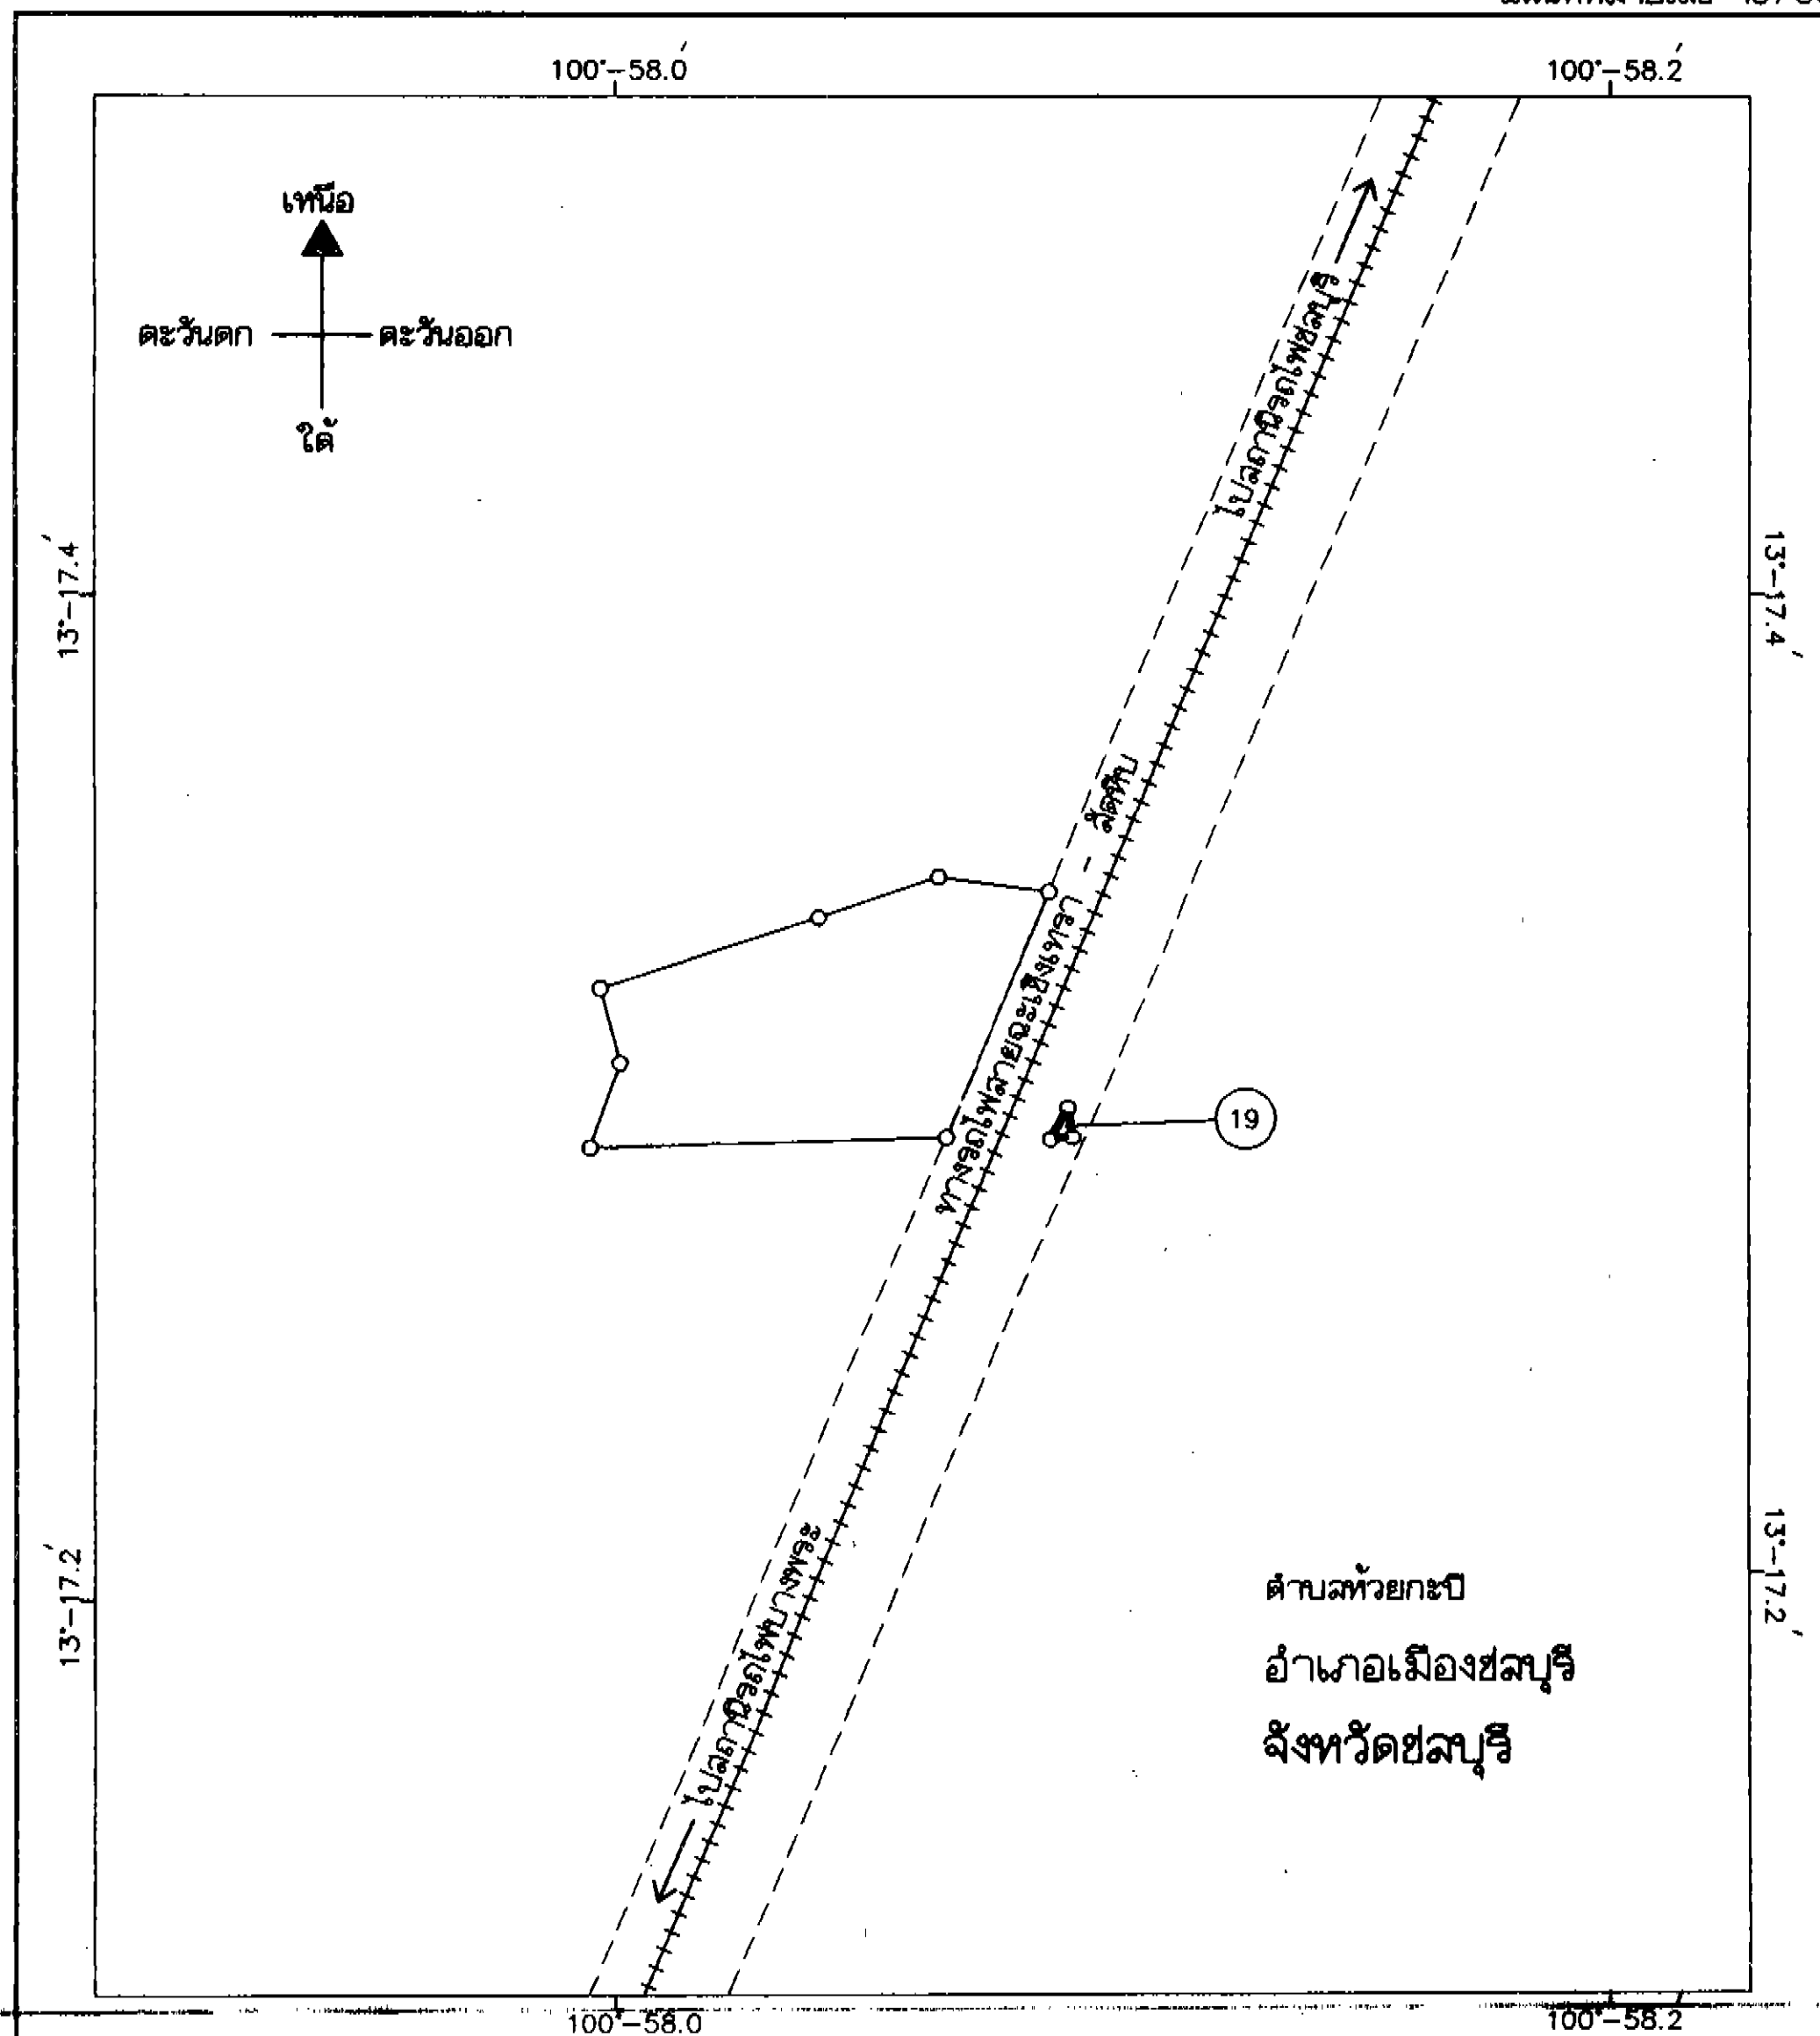 100°-58.0′ 100°-58.2′
เหนือ
ตะวันตก ตะวันออก
ใต้
ไปสถานีรถไฟชลบุรี
13°-17.4′ 13°-17.4′
ทางรถไฟสายฉะเชิงเทรา - สัตหีบ
19
13°-17.2′ 13°-17.2′
ไปสถานีรถไฟบางพระ
ตำบลห้วยกะปิ
อำเภอเมืองชลบุรี
จังหวัดชลบุรี
100°-58.0 100°-58.2